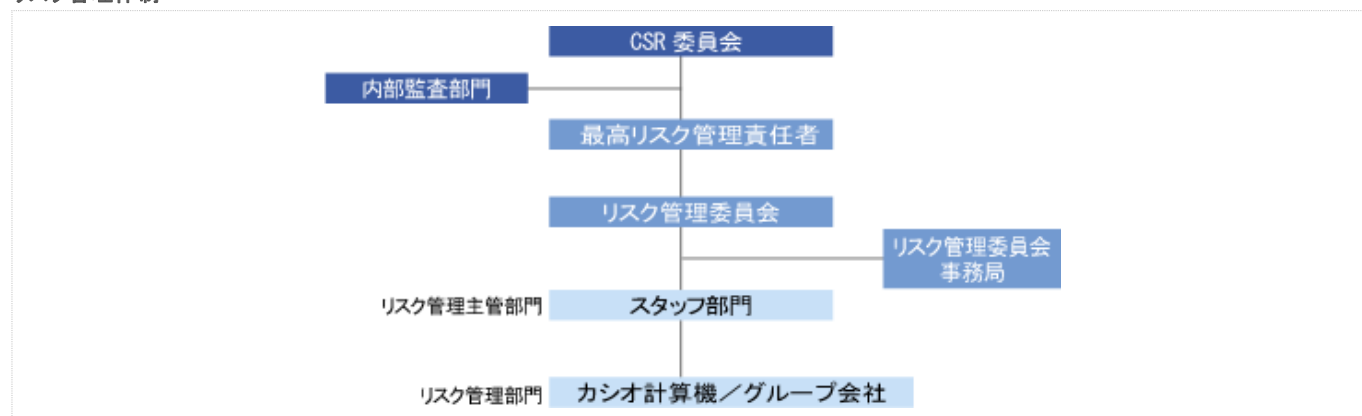 CSR 委員会
内部監査部門
最高リスク管理責任者
リスク管理委員会
リスク管理委員会
事務局
リスク管理主管部門 スタッフ部門
リスク管理部門 カシオ計算機／グループ会社